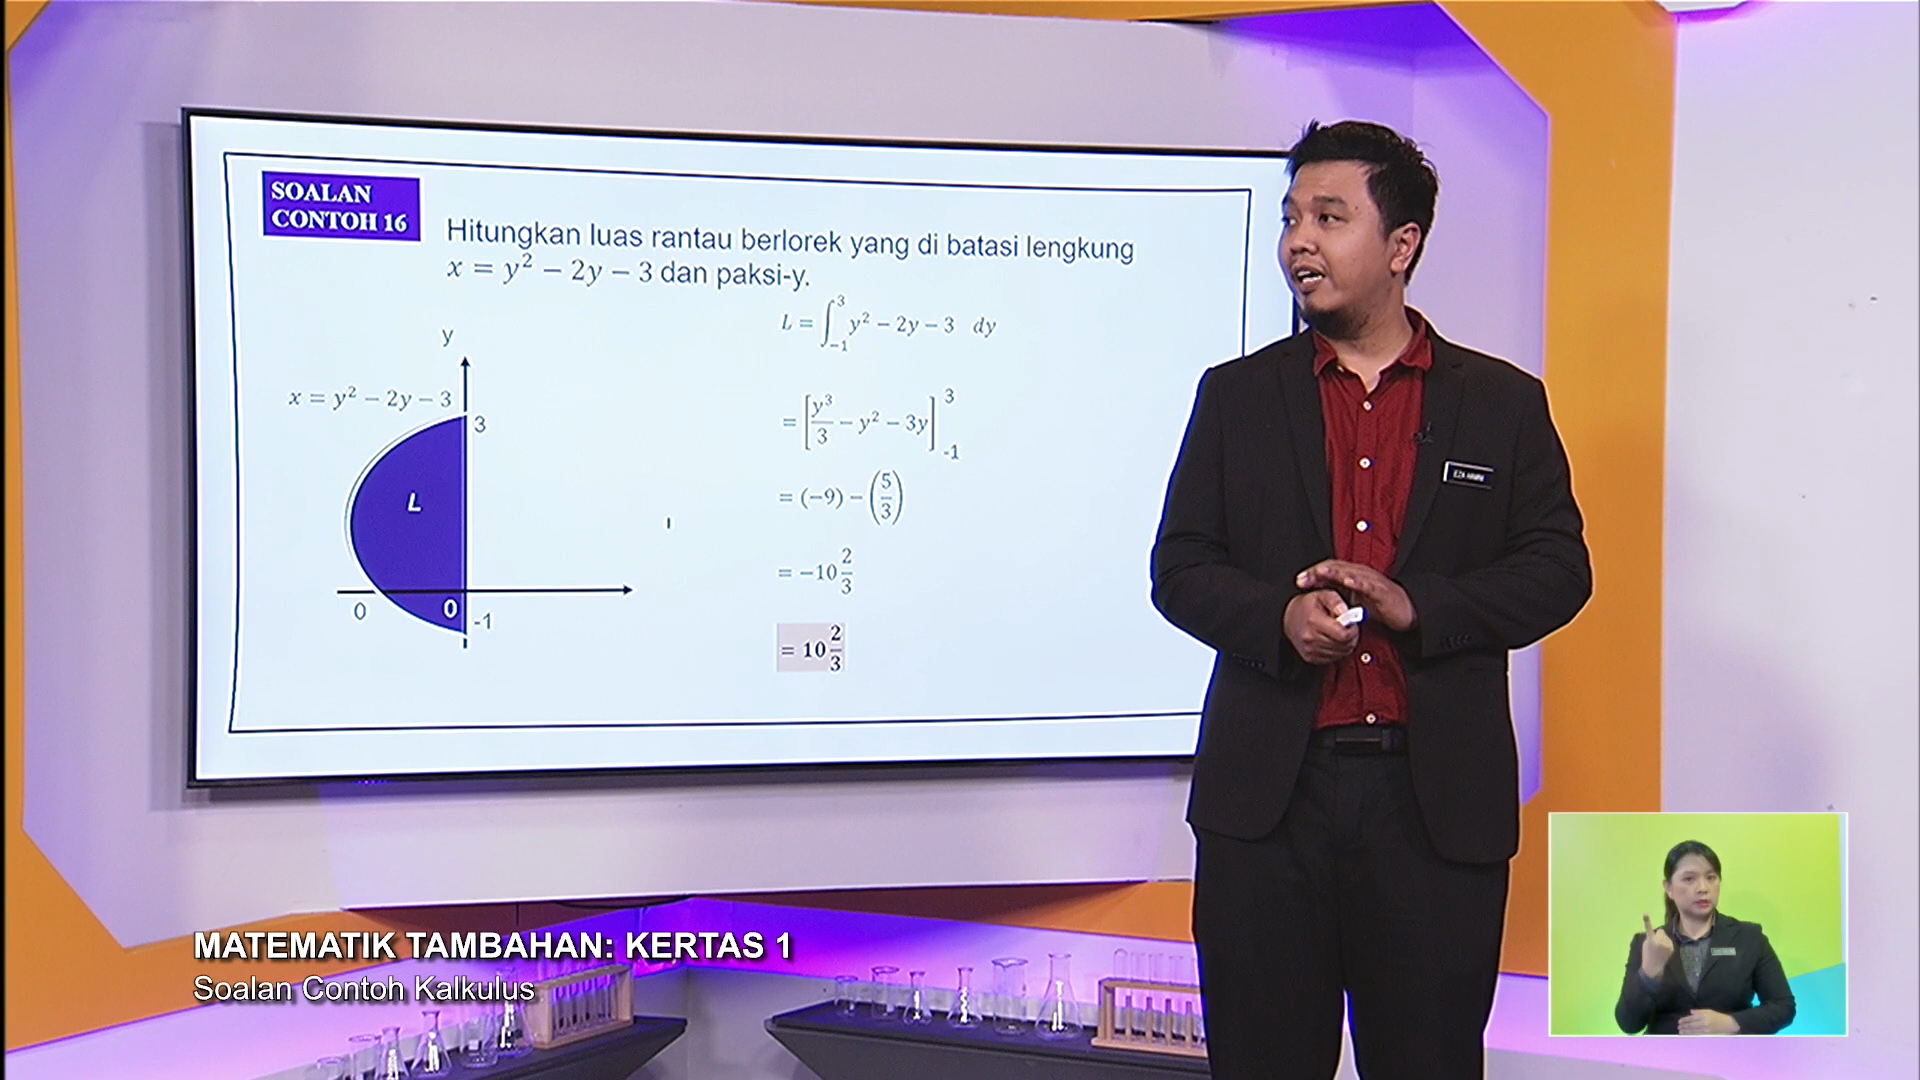 SOALAN
CONTOH 16
Hitungkan luas rantau berlorek yang di batasi lengkung
x = y² − 2y − 3 dan paksi-y.
L = ∫₋₁³ y² − 2y − 3 dy
y
x = y² − 2y − 3
3
= [y³/3 − y² − 3y]³₋₁
L
= (−9) − (5/3)
= −10 2/3
0
0
-1
= 10 2/3
MATEMATIK TAMBAHAN: KERTAS 1
Soalan Contoh Kalkulus